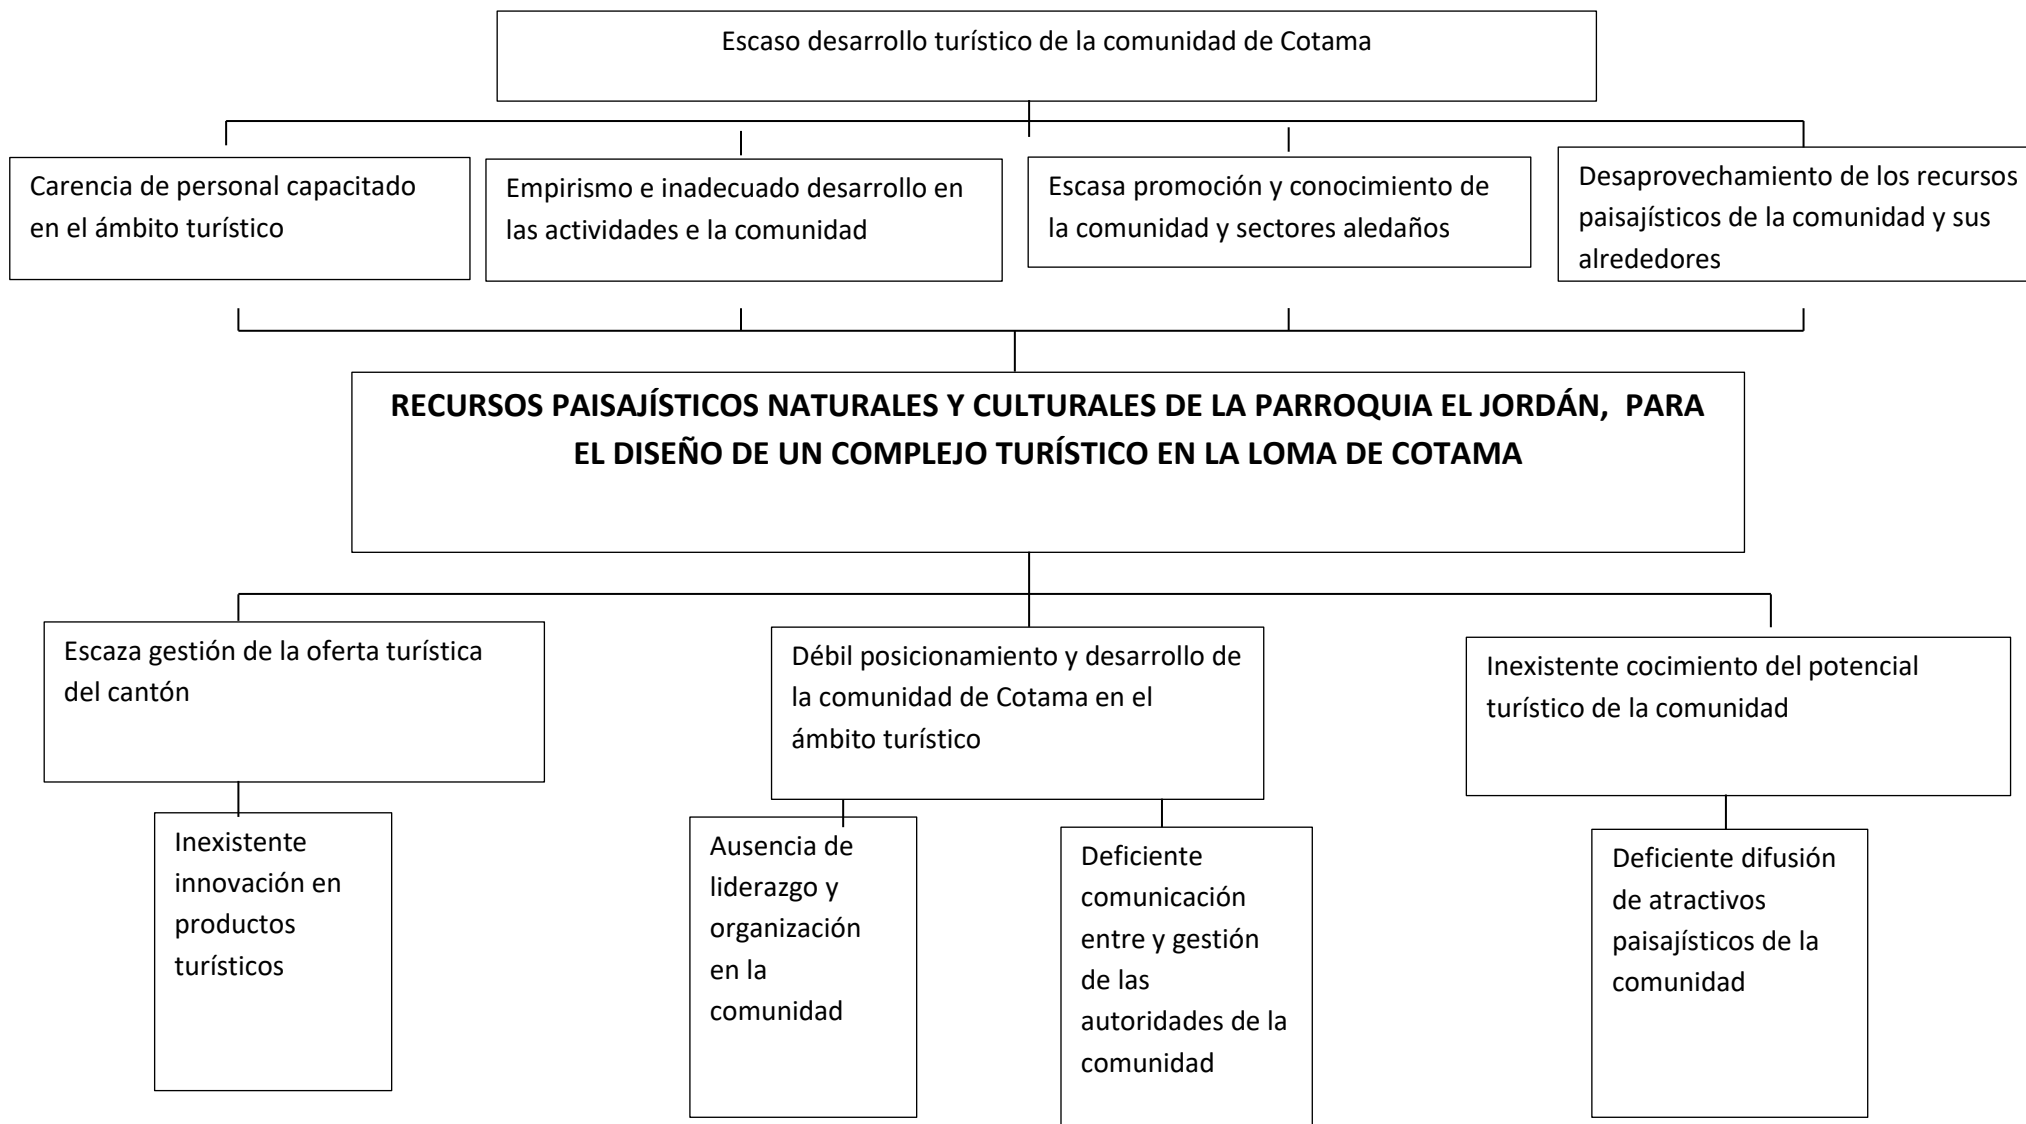 Escaso desarrollo turístico de la comunidad de Cotama
Carencia de personal capacitado
en el ámbito turístico
Empirismo e inadecuado desarrollo en
las actividades e la comunidad
Escasa promoción y conocimiento de
la comunidad y sectores aledaños
Desaprovechamiento de los recursos
paisajísticos de la comunidad y sus
alrededores
RECURSOS PAISAJÍSTICOS NATURALES Y CULTURALES DE LA PARROQUIA EL JORDÁN, PARA
EL DISEÑO DE UN COMPLEJO TURÍSTICO EN LA LOMA DE COTAMA
Escaza gestión de la oferta turística
del cantón
Débil posicionamiento y desarrollo de
la comunidad de Cotama en el
ámbito turístico
Inexistente cocimiento del potencial
turístico de la comunidad
Inexistente
innovación en
productos
turísticos
Ausencia de
liderazgo y
organización
en la
comunidad
Deficiente
comunicación
entre y gestión
de las
autoridades de la
comunidad
Deficiente difusión
de atractivos
paisajísticos de la
comunidad